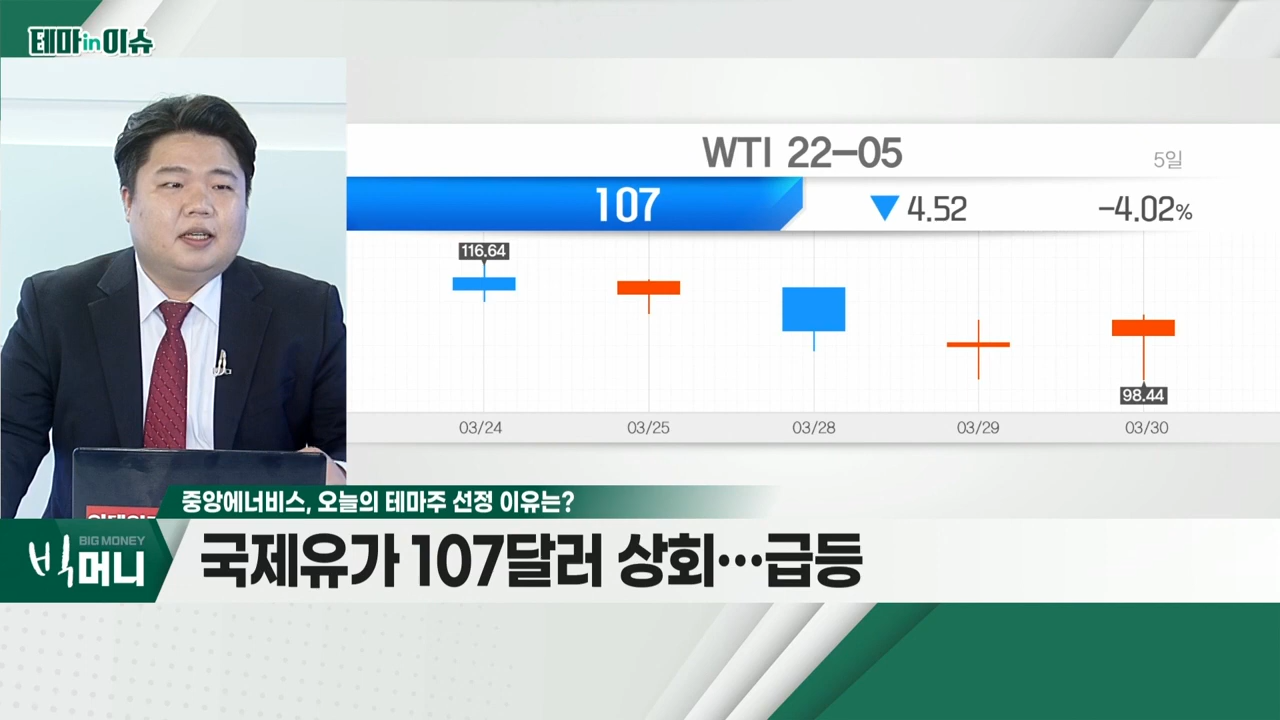 테마in이슈
WTI 22-05
5일
107
▼ 4.52
-4.02%
116.64
98.44
03/24
03/25
03/28
03/29
03/30
중앙에너비스, 오늘의 테마주 선정 이유는?
BIG MONEY
빅머니
국제유가 107달러 상회…급등